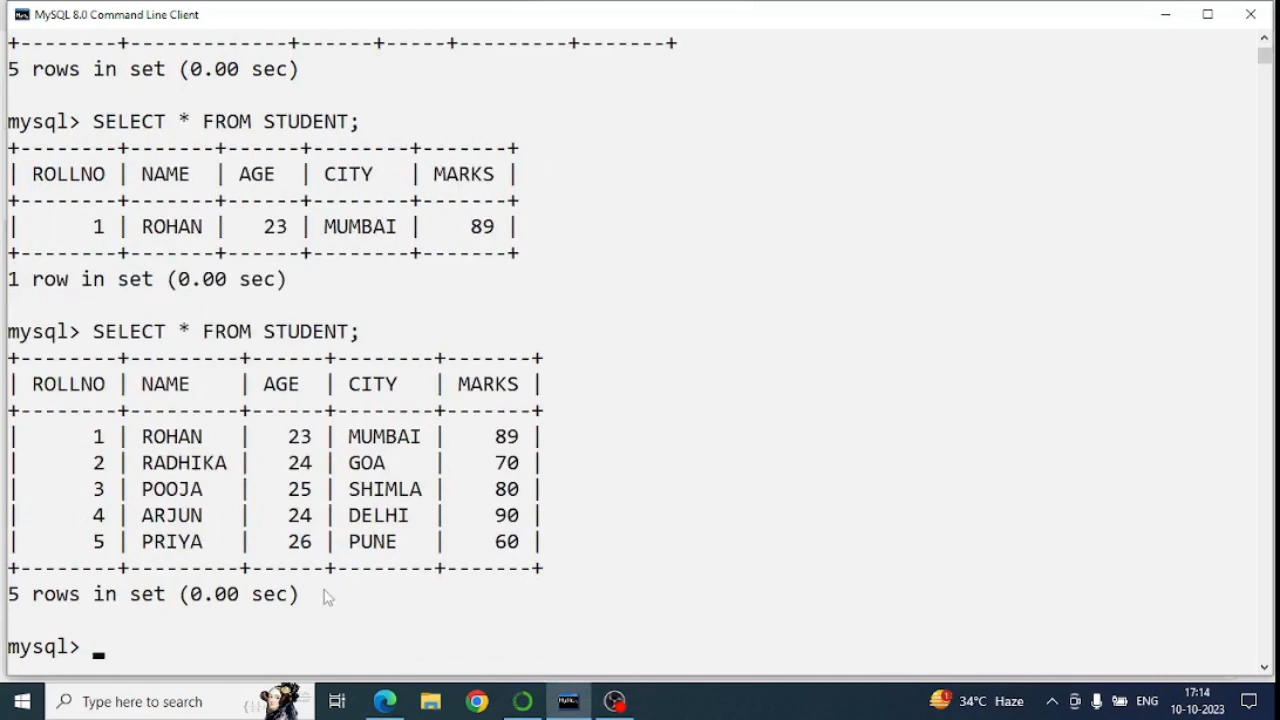 MySQL 8.0 Command Line Client
+--------+-------------+------+-----+---------+-------+
5 rows in set (0.00 sec)
mysql> SELECT * FROM STUDENT;
+--------+-------+------+--------+-------+
| ROLLNO | NAME  | AGE  | CITY   | MARKS |
+--------+-------+------+--------+-------+
|      1 | ROHAN |   23 | MUMBAI |    89 |
+--------+-------+------+--------+-------+
1 row in set (0.00 sec)
mysql> SELECT * FROM STUDENT;
+--------+---------+------+--------+-------+
| ROLLNO | NAME    | AGE  | CITY   | MARKS |
+--------+---------+------+--------+-------+
|      1 | ROHAN   |   23 | MUMBAI |    89 |
|      2 | RADHIKA |   24 | GOA    |    70 |
|      3 | POOJA   |   25 | SHIMLA |    80 |
|      4 | ARJUN   |   24 | DELHI  |    90 |
|      5 | PRIYA   |   26 | PUNE   |    60 |
+--------+---------+------+--------+-------+
5 rows in set (0.00 sec)
mysql> _
Type here to search
34°C Haze
ENG
17:14
10-10-2023